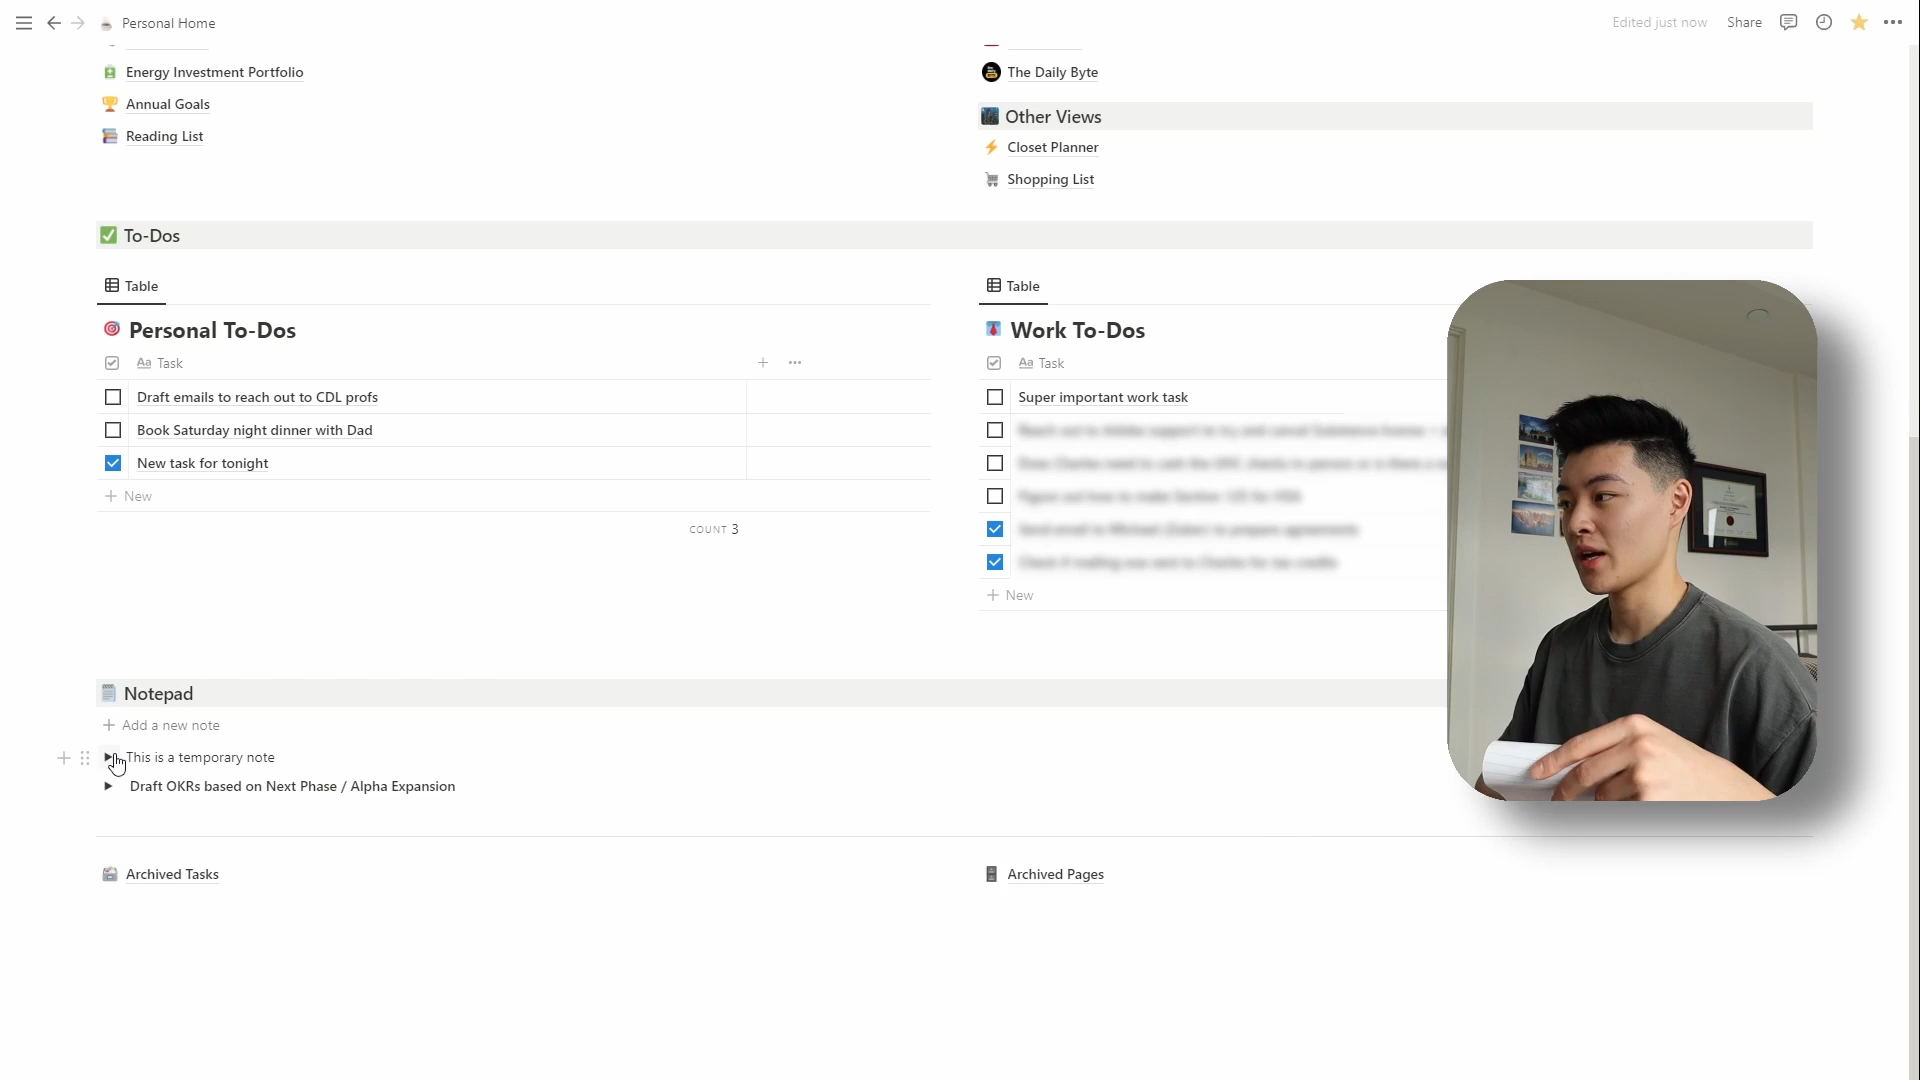 Personal Home
Edited just now
Share
Energy Investment Portfolio
Annual Goals
Reading List
The Daily Byte
Other Views
Closet Planner
Shopping List
To-Dos
Table
Personal To-Dos
Aa Task
Draft emails to reach out to CDL profs
Book Saturday night dinner with Dad
New task for tonight
+ New
COUNT 3
Table
Work To-Dos
Aa Task
Super important work task
+ New
Notepad
+ Add a new note
This is a temporary note
Draft OKRs based on Next Phase / Alpha Expansion
Archived Tasks
Archived Pages